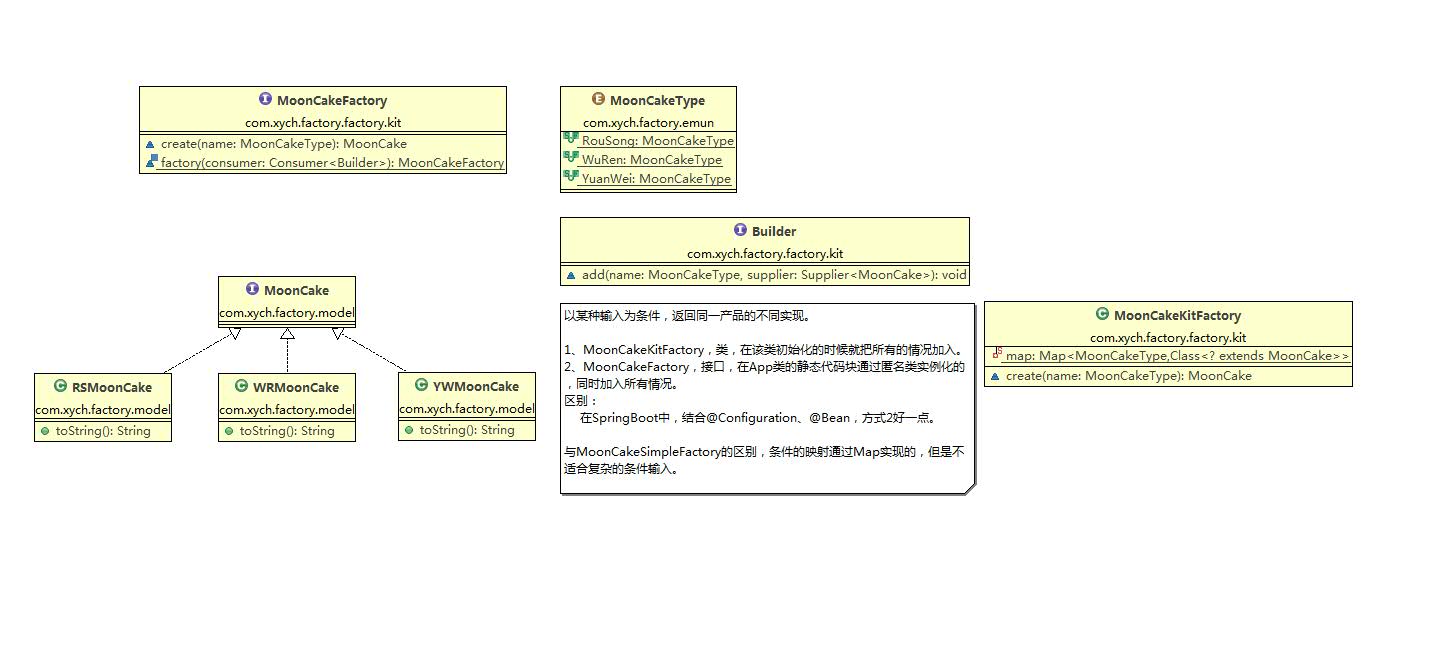 MoonCakeFactory
com.xych.factory.factory.kit
create(name: MoonCakeType): MoonCake
factory(consumer: Consumer<Builder>): MoonCakeFactory
MoonCakeType
com.xych.factory.emun
RouSong: MoonCakeType
WuRen: MoonCakeType
YuanWei: MoonCakeType
Builder
com.xych.factory.factory.kit
add(name: MoonCakeType, supplier: Supplier<MoonCake>): void
MoonCake
com.xych.factory.model
RSMoonCake
com.xych.factory.model
toString(): String
WRMoonCake
com.xych.factory.model
toString(): String
YWMoonCake
com.xych.factory.model
toString(): String
以某种输入为条件，返回同一产品的不同实现。
1、MoonCakeKitFactory，类，在该类初始化的时候就把所有的情况加入。
2、MoonCakeFactory，接口，在App类的静态代码块通过匿名类实例化的
，同时加入所有情况。
区别：
在SpringBoot中，结合@Configuration、@Bean，方式2好一点。
与MoonCakeSimpleFactory的区别，条件的映射通过Map实现的，但是不
适合复杂的条件输入。
MoonCakeKitFactory
com.xych.factory.factory.kit
map: Map<MoonCakeType,Class<? extends MoonCake>>
create(name: MoonCakeType): MoonCake